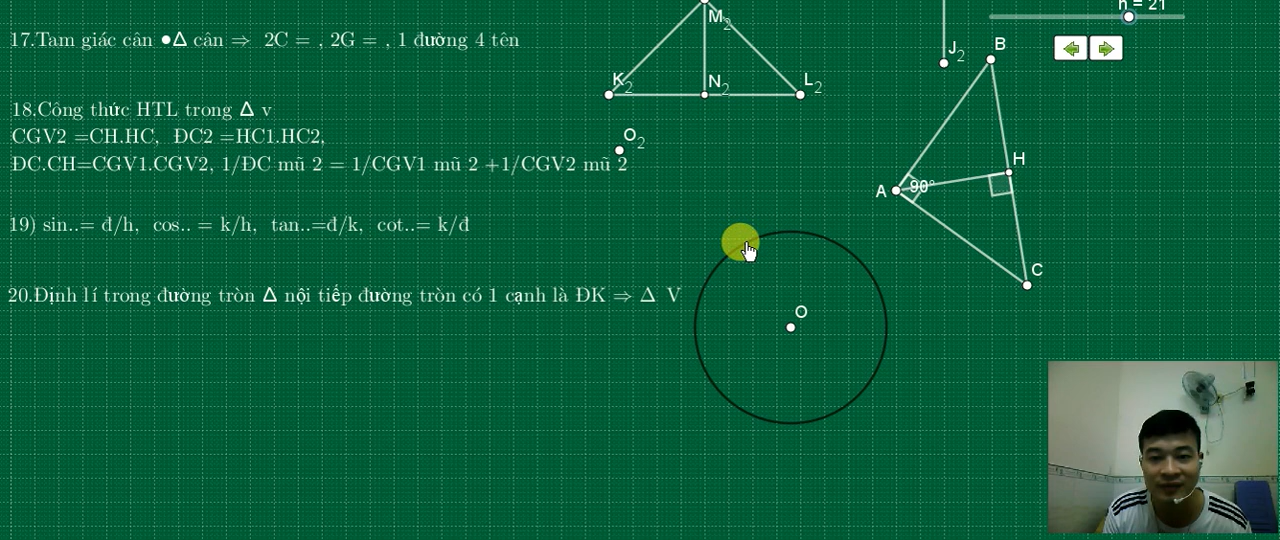 n = 21
17.Tam giác cân ●Δ cân ⇒ 2C = , 2G = , 1 đường 4 tên
M2
J2
B
K2
N2
L2
18.Công thức HTL trong Δ v
CGV2 =CH.HC, ĐC2 =HC1.HC2,
O2
ĐC.CH=CGV1.CGV2, 1/ĐC mũ 2 = 1/CGV1 mũ 2 +1/CGV2 mũ 2
H
A
90°
19) sin..= đ/h, cos.. = k/h, tan..=đ/k, cot..= k/đ
C
20.Định lí trong đường tròn Δ nội tiếp đường tròn có 1 cạnh là ĐK ⇒ Δ V
O